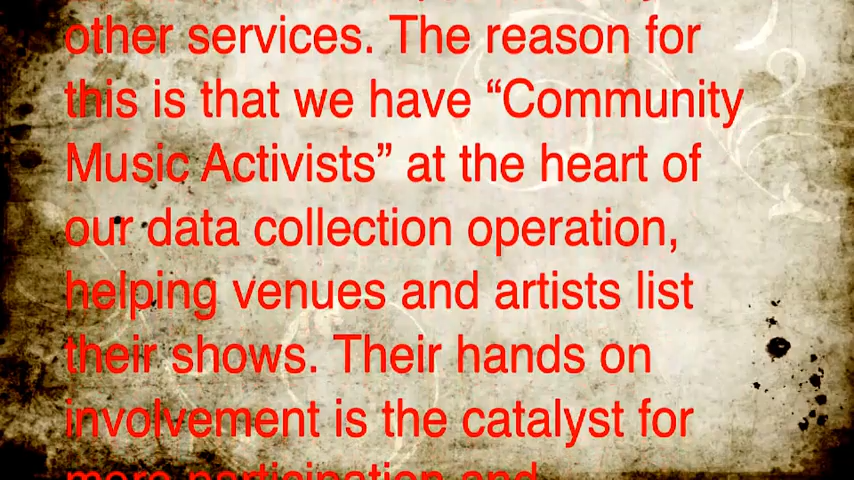 other services. The reason for
this is that we have “Community
Music Activists” at the heart of
our data collection operation,
helping venues and artists list
their shows. Their hands on
involvement is the catalyst for
more participation and